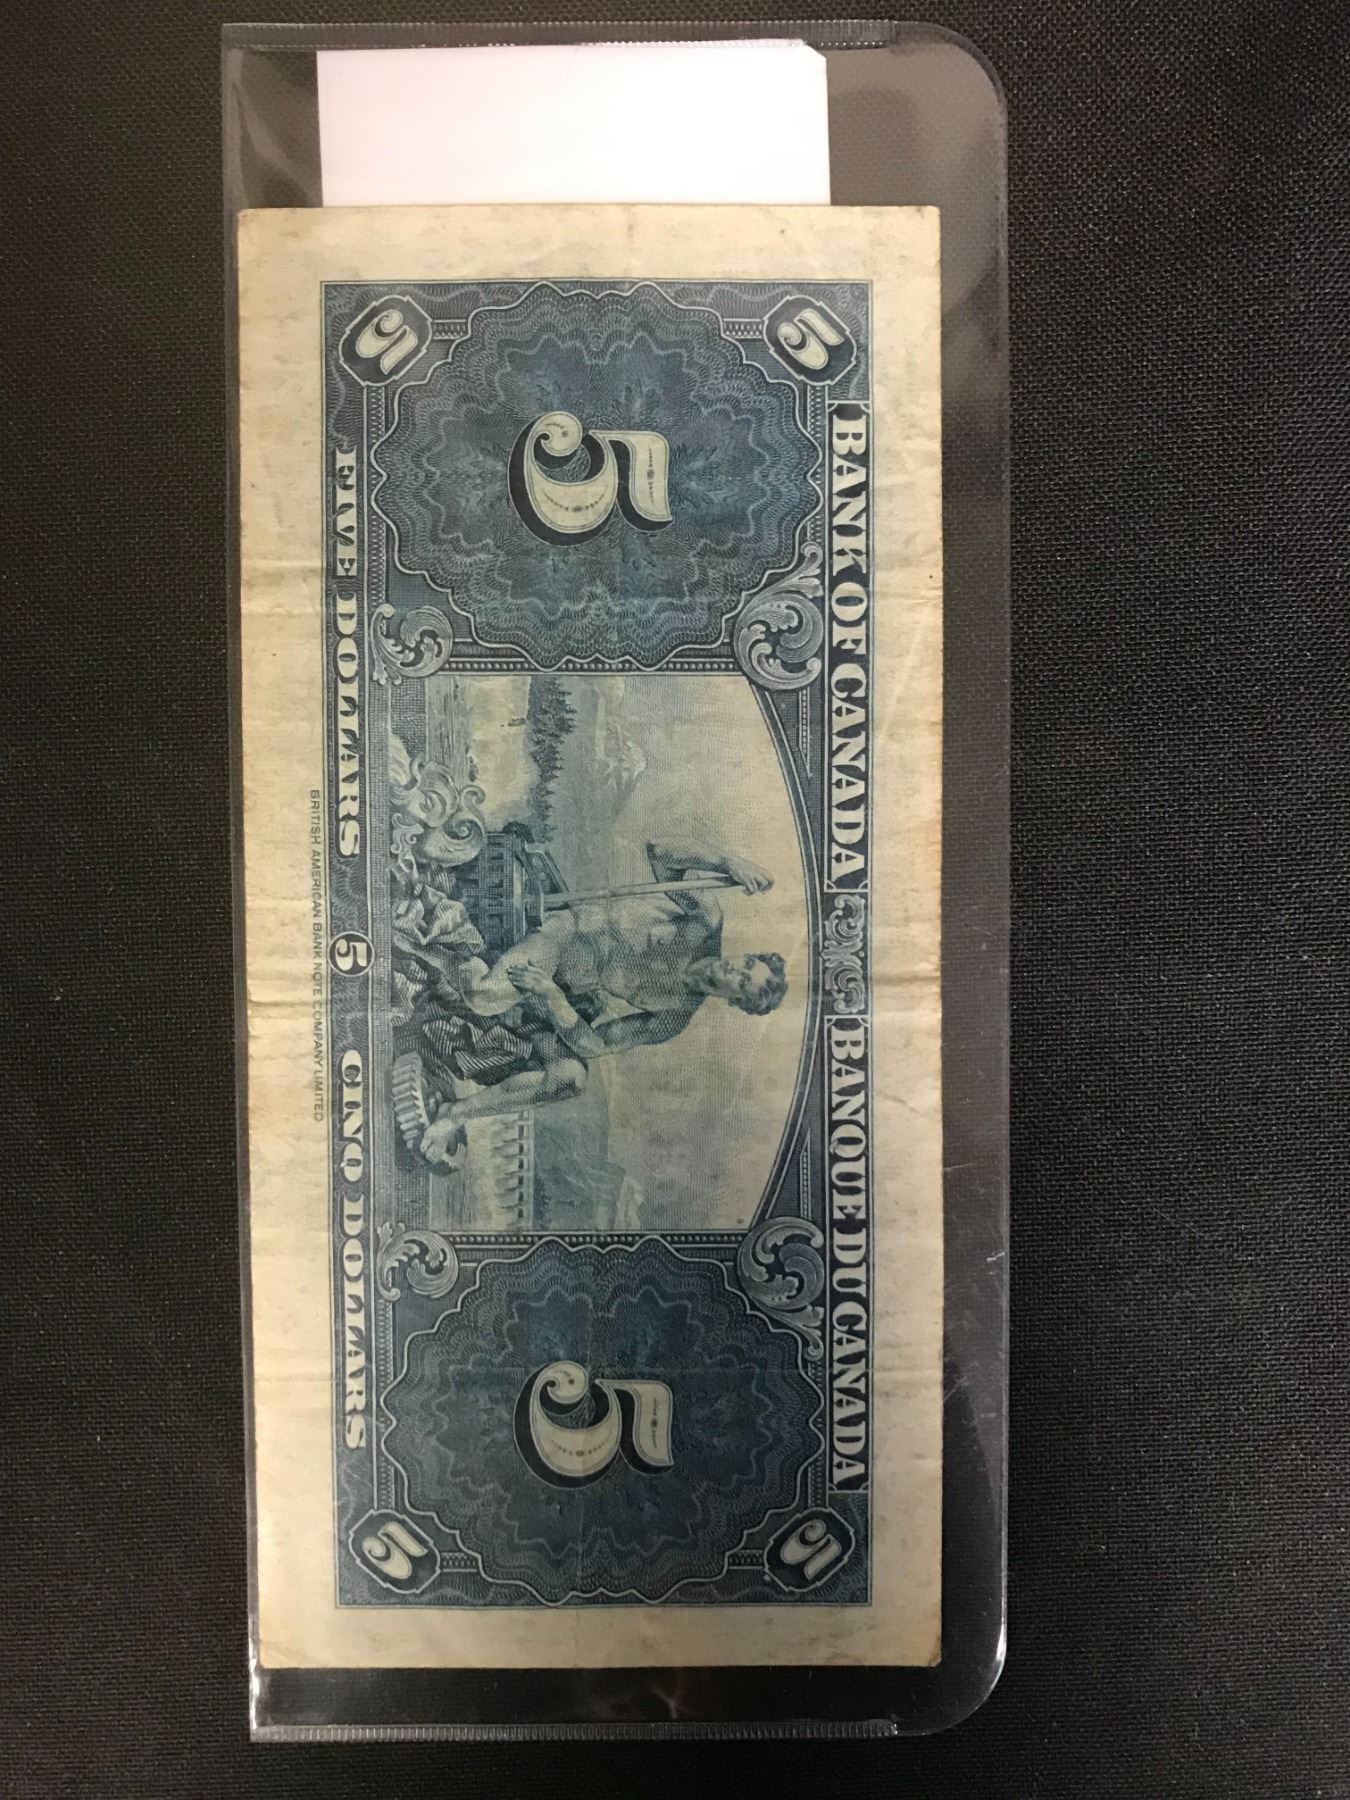 5 BANK OF CANADA BANQUE DU CANADA 5
5 5
5 FIVE DOLLARS 5 CINQ DOLLARS 5
BRITISH AMERICAN BANK NOTE COMPANY LIMITED